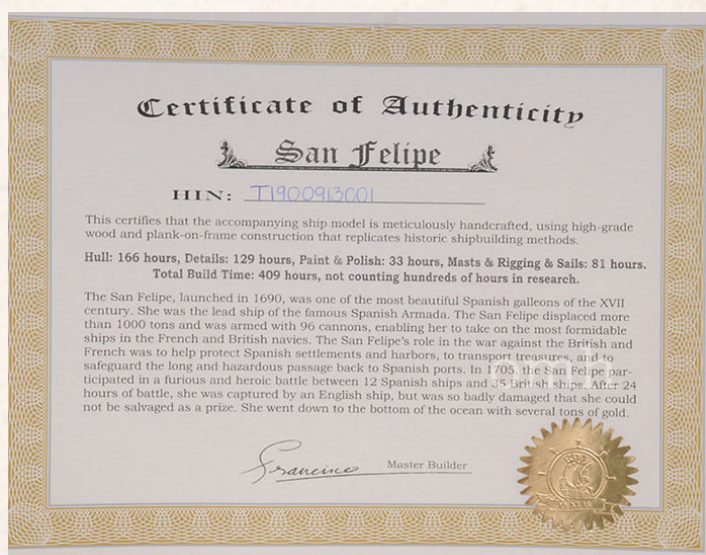 Certificate of Authenticity
San Felipe
HIN: T1900913001
This certifies that the accompanying ship model is meticulously handcrafted, using high-grade
wood and plank-on-frame construction that replicates historic shipbuilding methods.
Hull: 166 hours, Details: 129 hours, Paint & Polish: 33 hours, Masts & Rigging & Sails: 81 hours.
Total Build Time: 409 hours, not counting hundreds of hours in research.
The San Felipe, launched in 1690, was one of the most beautiful Spanish galleons of the XVII
century. She was the lead ship of the famous Spanish Armada. The San Felipe displaced more
than 1000 tons and was armed with 96 cannons, enabling her to take on the most formidable
ships in the French and British navies. The San Felipe's role in the war against the British and
French was to help protect Spanish settlements and harbors, to transport treasures, and to
safeguard the long and hazardous passage back to Spanish ports. In 1705, the San Felipe par-
ticipated in a furious and heroic battle between 12 Spanish ships and 35 British ships. After 24
hours of battle, she was captured by an English ship, but was so badly damaged that she could
not be salvaged as a prize. She went down to the bottom of the ocean with several tons of gold.
Master Builder